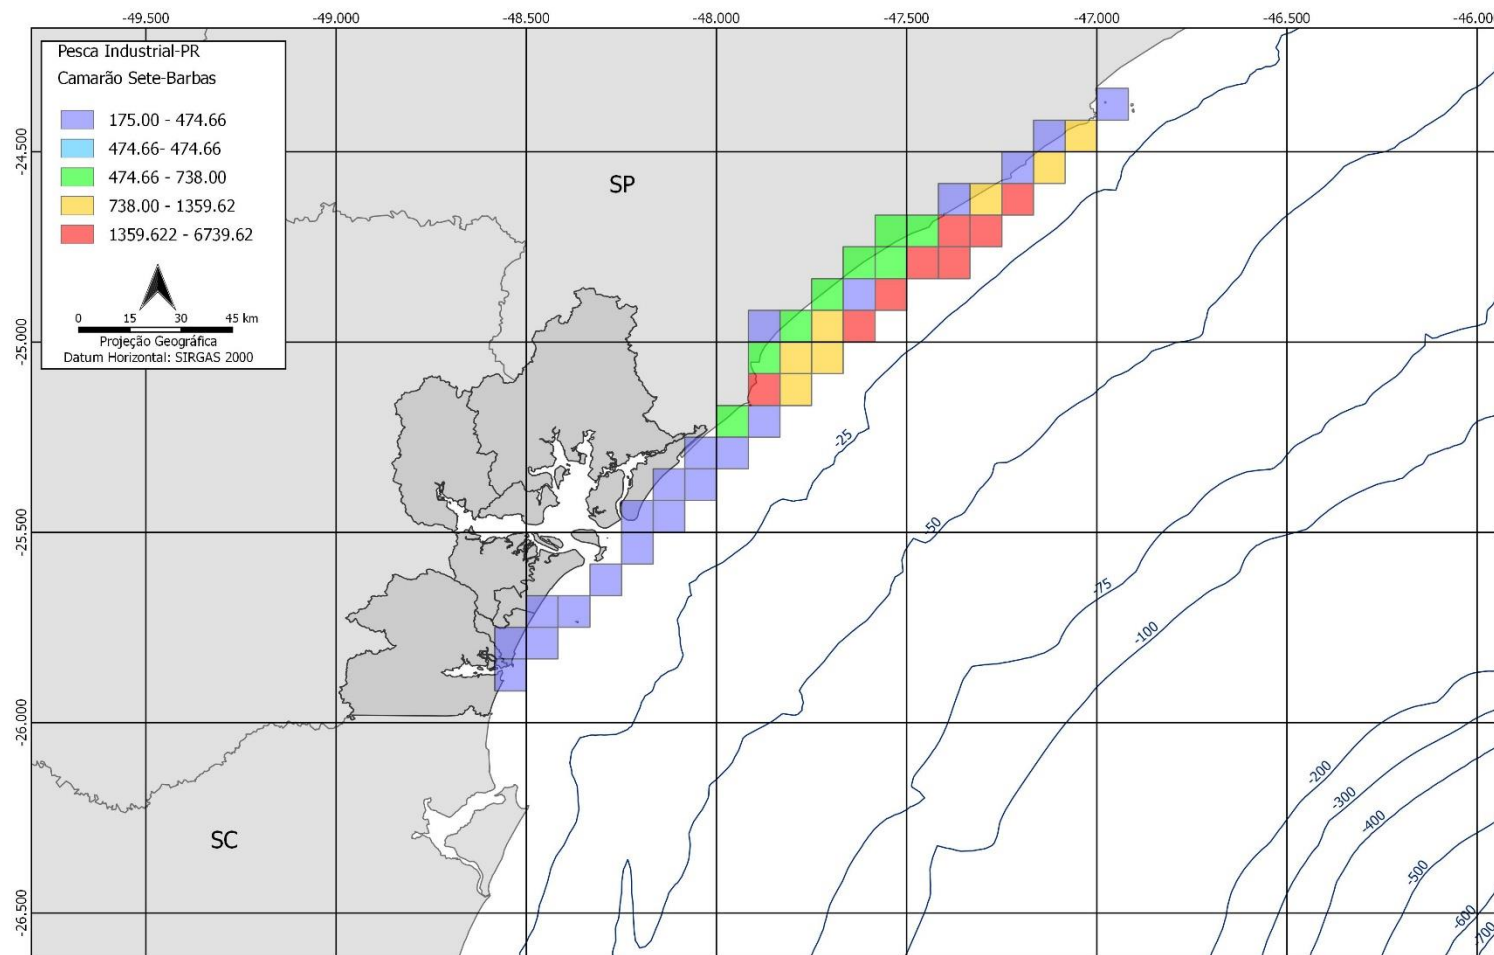 -49.500 -49.000 -48.500 -48.000 -47.500 -47.000 -46.500 -46.000
Pesca Industrial-PR
Camarão Sete-Barbas
175.00 - 474.66
474.66- 474.66
474.66 - 738.00
738.00 - 1359.62
1359.622 - 6739.62
0 15 30 45 km
Projeção Geográfica
Datum Horizontal: SIRGAS 2000
-24.500
SP
-25.000
-25
-50
-25.500
-75
-100
-26.000
-200
-300
-400
SC
-500
-26.500
-600
-700